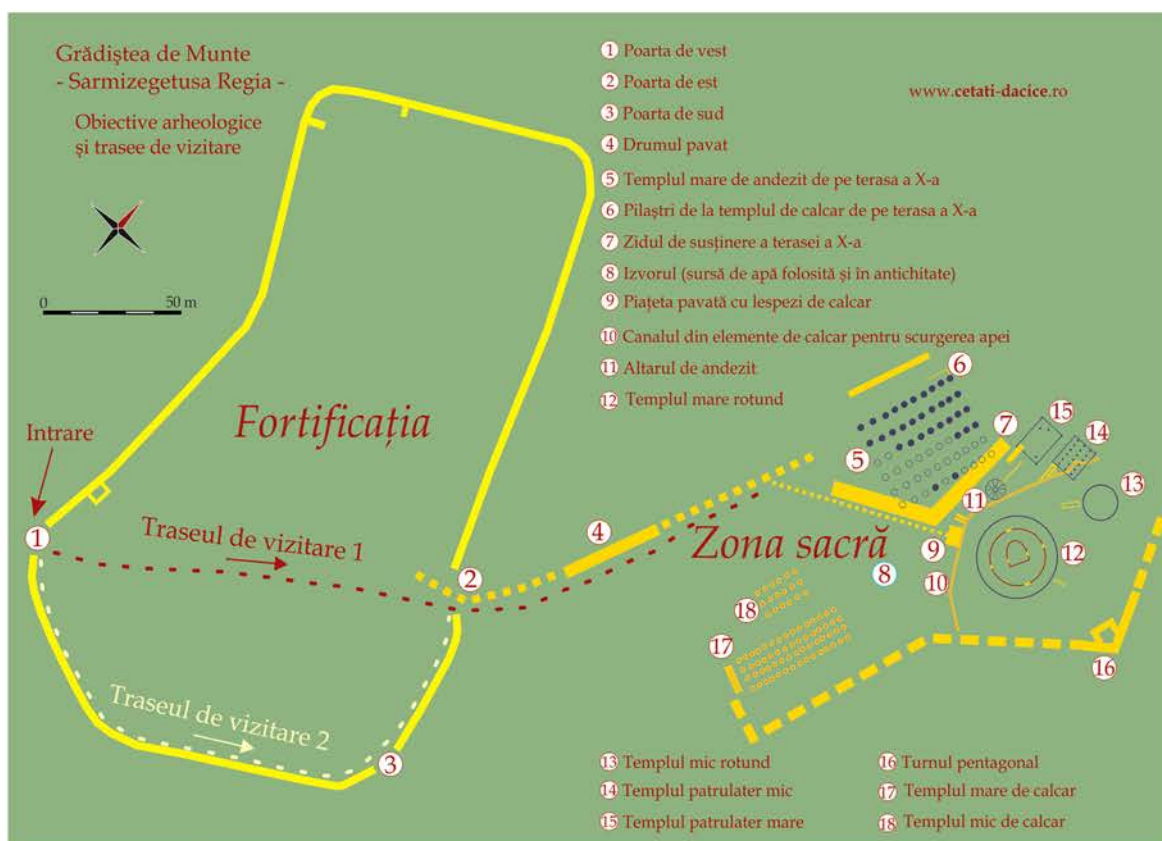 Grădiștea de Munte
- Sarmizegetusa Regia -
Obiective arheologice
și trasee de vizitare
0 50 m
1 Poarta de vest
2 Poarta de est
3 Poarta de sud
4 Drumul pavat
5 Templul mare de andezit de pe terasa a X-a
6 Pilaștri de la templul de calcar de pe terasa a X-a
7 Zidul de susținere a terasei a X-a
8 Izvorul (sursă de apă folosită și în antichitate)
9 Piațeta pavată cu lespezi de calcar
10 Canalul din elemente de calcar pentru scurgerea apei
11 Altarul de andezit
12 Templul mare rotund
www.cetati-dacice.ro
Fortificația
Intrare
1
Traseul de vizitare 1
2
4
Traseul de vizitare 2
3
Zona sacră
6
15
7
14
5
13
11
9
12
8
10
18
17
16
13 Templul mic rotund
14 Templul patrulater mic
15 Templul patrulater mare
16 Turnul pentagonal
17 Templul mare de calcar
18 Templul mic de calcar